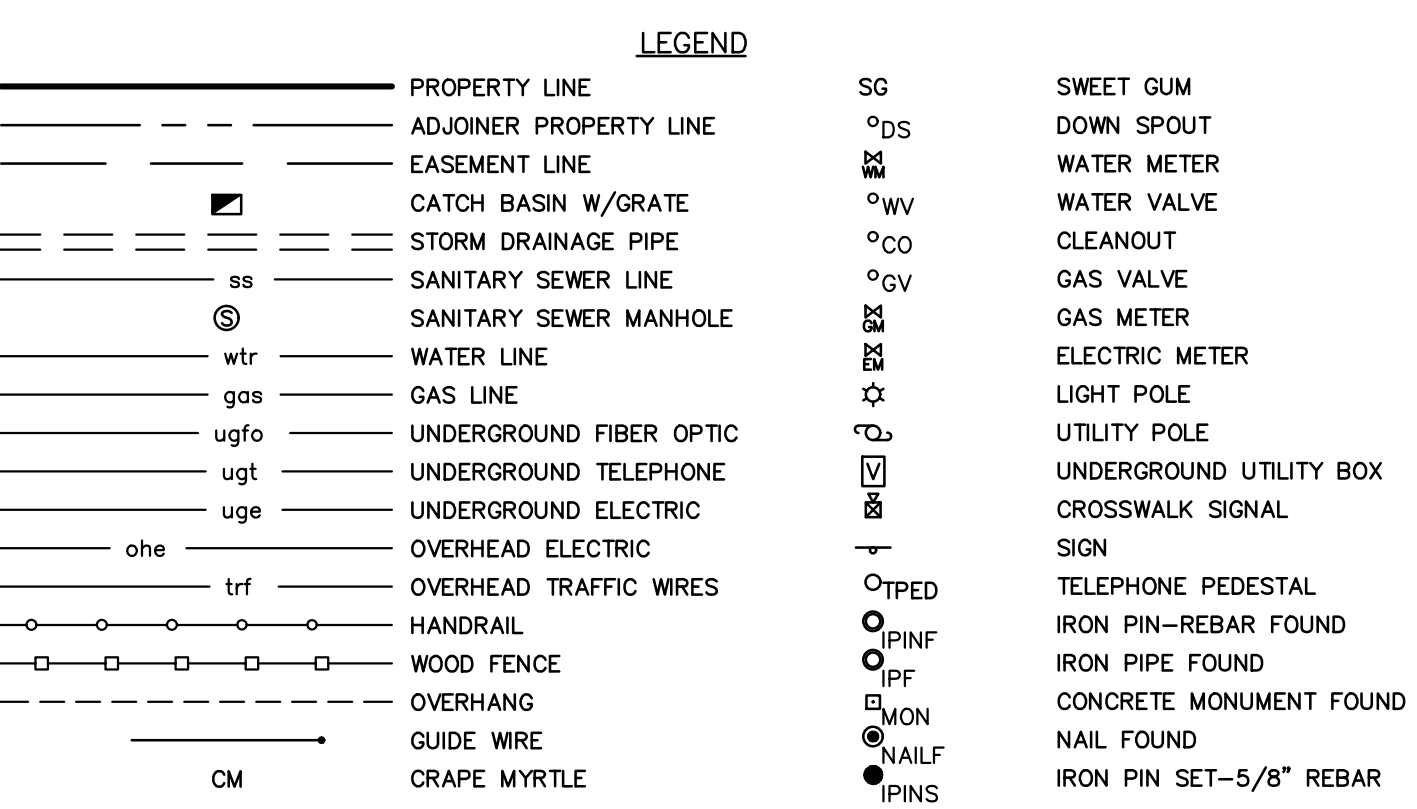 LEGEND
PROPERTY LINE
ADJOINER PROPERTY LINE
EASEMENT LINE
CATCH BASIN W/GRATE
STORM DRAINAGE PIPE
ss SANITARY SEWER LINE
S SANITARY SEWER MANHOLE
wtr WATER LINE
gas GAS LINE
ugfo UNDERGROUND FIBER OPTIC
ugt UNDERGROUND TELEPHONE
uge UNDERGROUND ELECTRIC
ohe OVERHEAD ELECTRIC
trf OVERHEAD TRAFFIC WIRES
HANDRAIL
WOOD FENCE
OVERHANG
GUIDE WIRE
CM CRAPE MYRTLE
SG SWEET GUM
DS DOWN SPOUT
WM WATER METER
WV WATER VALVE
CO CLEANOUT
GV GAS VALVE
GM GAS METER
EM ELECTRIC METER
LIGHT POLE
UTILITY POLE
V UNDERGROUND UTILITY BOX
CROSSWALK SIGNAL
SIGN
TPED TELEPHONE PEDESTAL
IPINF IRON PIN-REBAR FOUND
IPF IRON PIPE FOUND
MON CONCRETE MONUMENT FOUND
NAILF NAIL FOUND
IPINS IRON PIN SET-5/8" REBAR